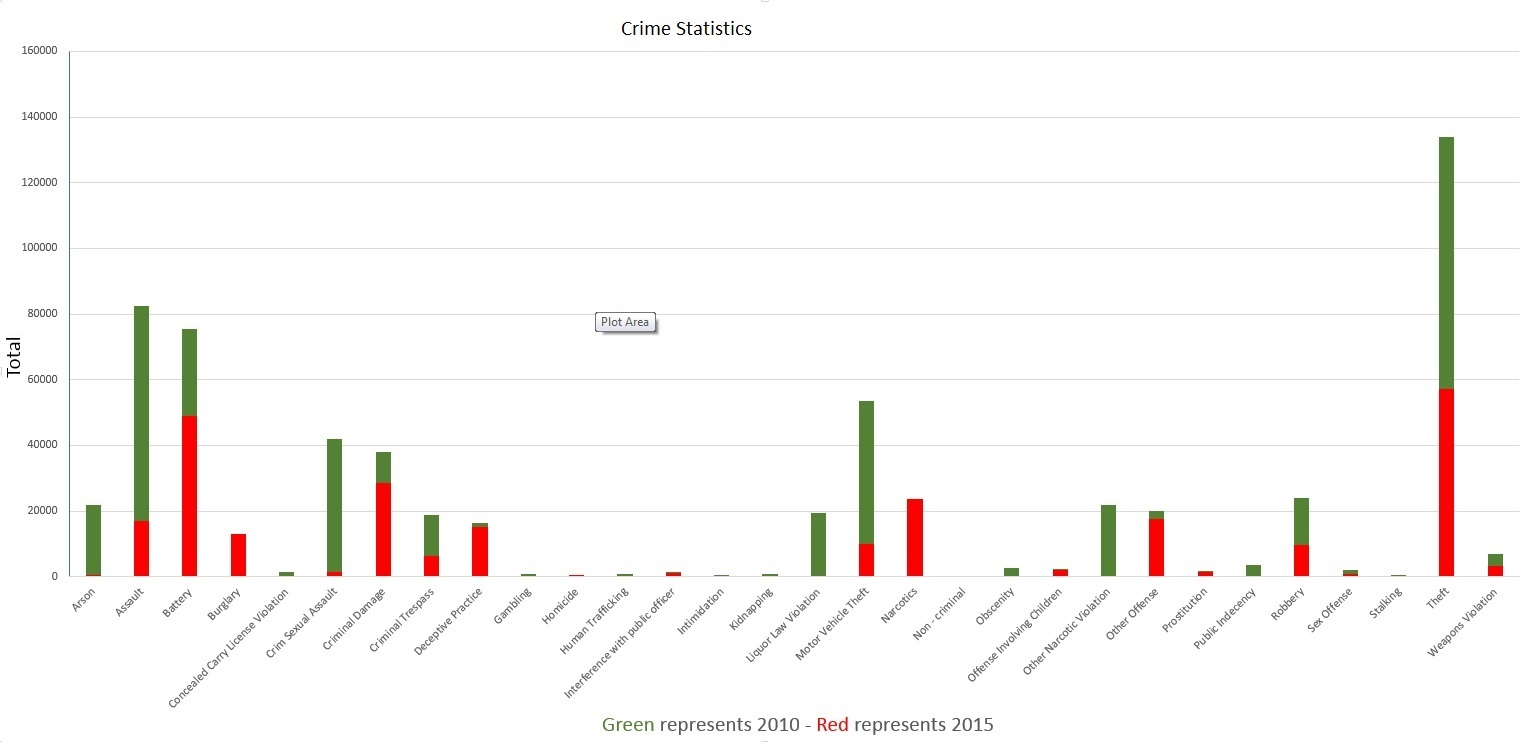 Crime Statistics
160000
140000
120000
100000
80000
60000
40000
20000
0
Total
Plot Area
Arson
Assault
Battery
Burglary
Concealed Carry License Violation
Crim Sexual Assault
Criminal Damage
Criminal Trespass
Deceptive Practice
Gambling
Homicide
Human Trafficking
Interference with public officer
Intimidation
Kidnapping
Liquor Law Violation
Motor Vehicle Theft
Narcotics
Non - criminal
Obscenity
Offense Involving Children
Other Narcotic Violation
Other Offense
Prostitution
Public Indecency
Robbery
Sex Offense
Stalking
Theft
Weapons Violation
Green represents 2010 - Red represents 2015